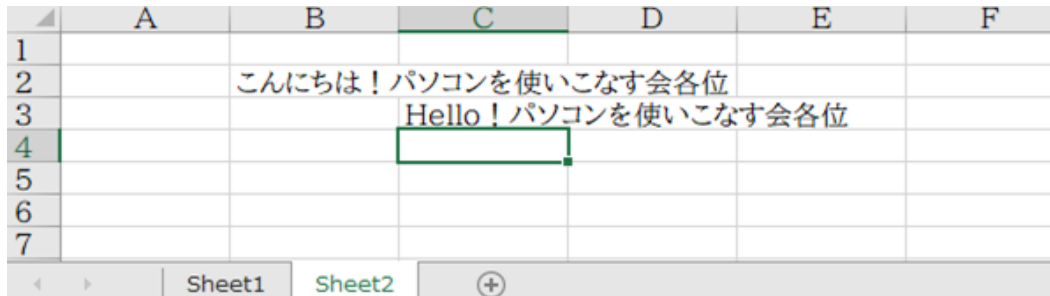 A B C D E F
1
2 こんにちは！パソコンを使いこなす会各位
3 Hello！パソコンを使いこなす会各位
4
5
6
7
Sheet1 Sheet2